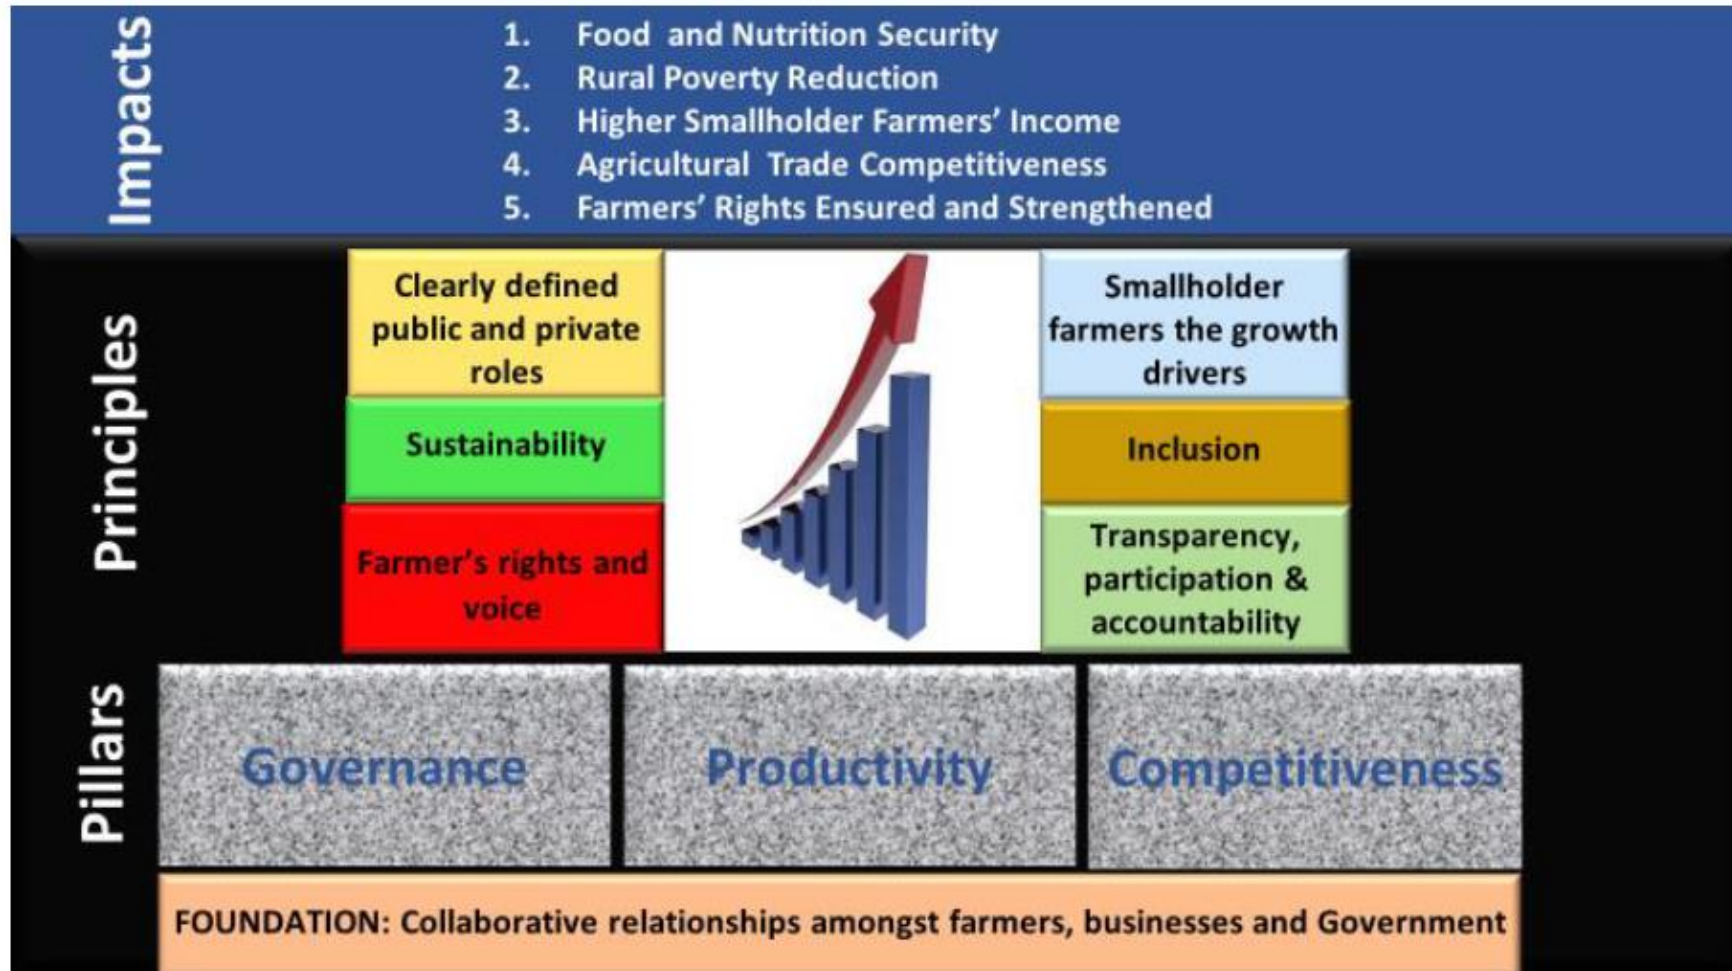 Impacts
1. Food and Nutrition Security
2. Rural Poverty Reduction
3. Higher Smallholder Farmers’ Income
4. Agricultural Trade Competitiveness
5. Farmers’ Rights Ensured and Strengthened
Principles
Clearly defined
public and private
roles
Sustainability
Farmer’s rights and
voice
Smallholder
farmers the growth
drivers
Inclusion
Transparency,
participation &
accountability
Pillars
Governance
Productivity
Competitiveness
FOUNDATION: Collaborative relationships amongst farmers, businesses and Government